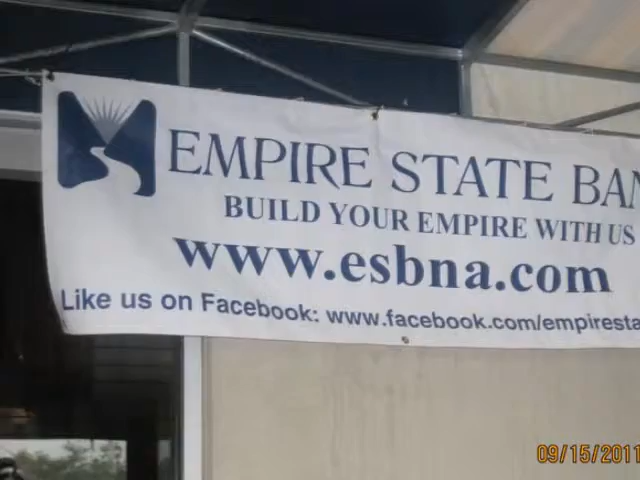 EMPIRE STATE BAN
BUILD YOUR EMPIRE WITH US
www.esbna.com
Like us on Facebook: www.facebook.com/empiresta
09/15/2011